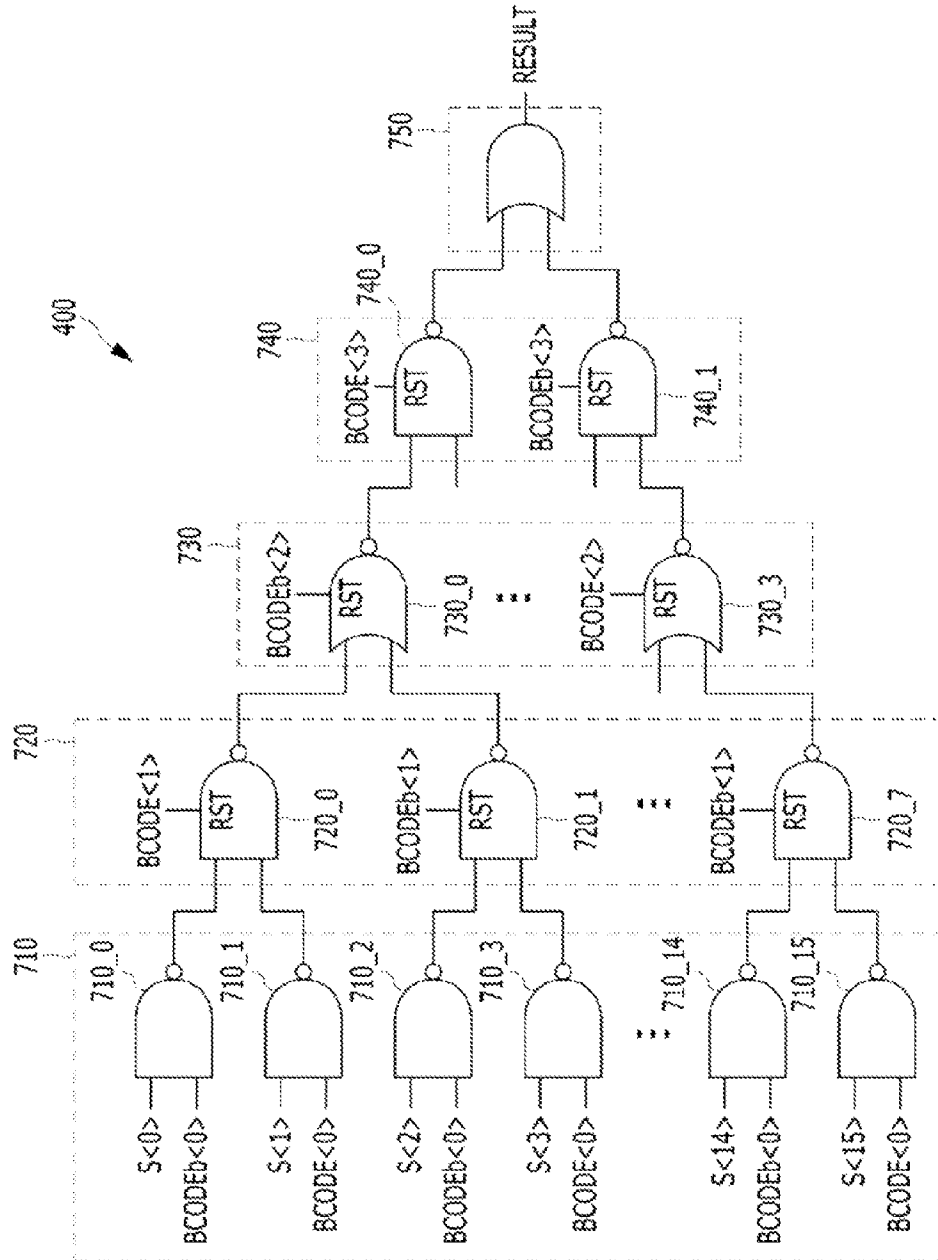 400
710
S<0>
BCODEb<0>
710_0
S<1>
BCODE<0>
710_1
S<2>
BCODEb<0>
710_2
S<3>
BCODE<0>
710_3
S<14>
BCODEb<0>
710_14
S<15>
BCODE<0>
710_15
720
BCODE<1>
RST
720_0
BCODEb<1>
RST
720_1
BCODEb<1>
RST
720_7
730
BCODEb<2>
RST
730_0
BCODE<2>
RST
730_3
740
BCODE<3>
RST
740_0
BCODEb<3>
RST
740_1
750
RESULT